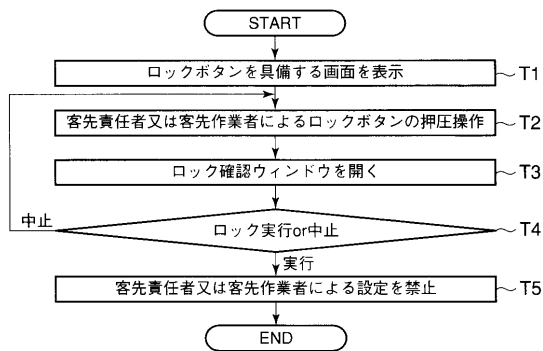 START
ロックボタンを具備する画面を表示
T1
客先責任者又は客先作業者によるロックボタンの押圧操作
T2
ロック確認ウィンドウを開く
T3
中止
ロック実行or中止
T4
実行
客先責任者又は客先作業者による設定を禁止
T5
END